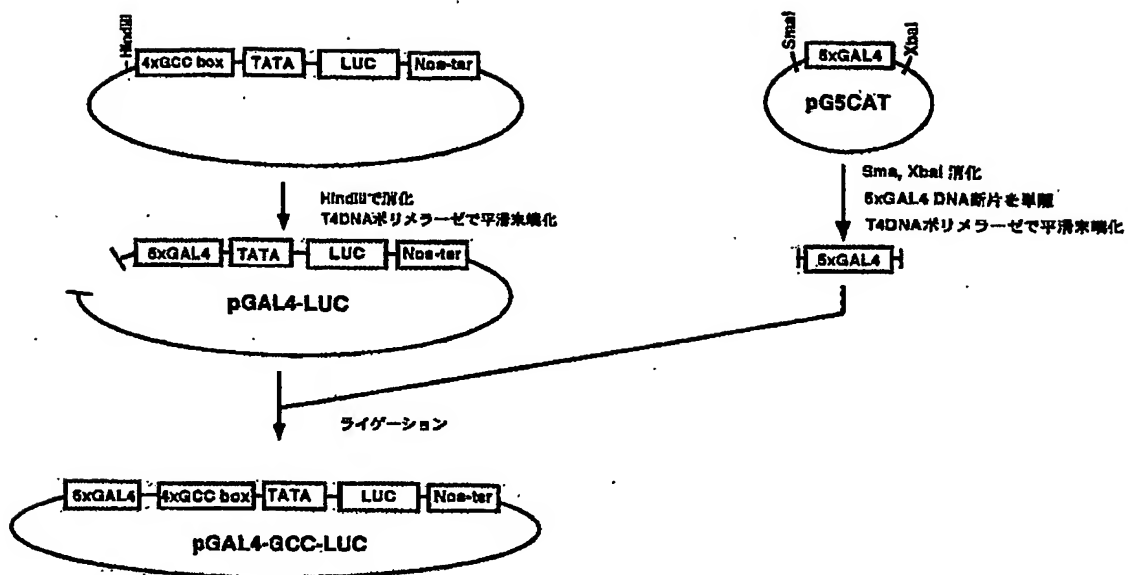 HindIII
4xGCC box TATA LUC Nos-ter
SmaI
5xGAL4
XbaI
pG5CAT
HindIIIで消化
T4DNAポリメラーゼで平滑末端化
Sma, XbaI 消化
5xGAL4 DNA断片を単離
T4DNAポリメラーゼで平滑末端化
5xGAL4 TATA LUC Nos-ter
pGAL4-LUC
5xGAL4
ライゲーション
5xGAL4 4xGCC box TATA LUC Nos-ter
pGAL4-GCC-LUC